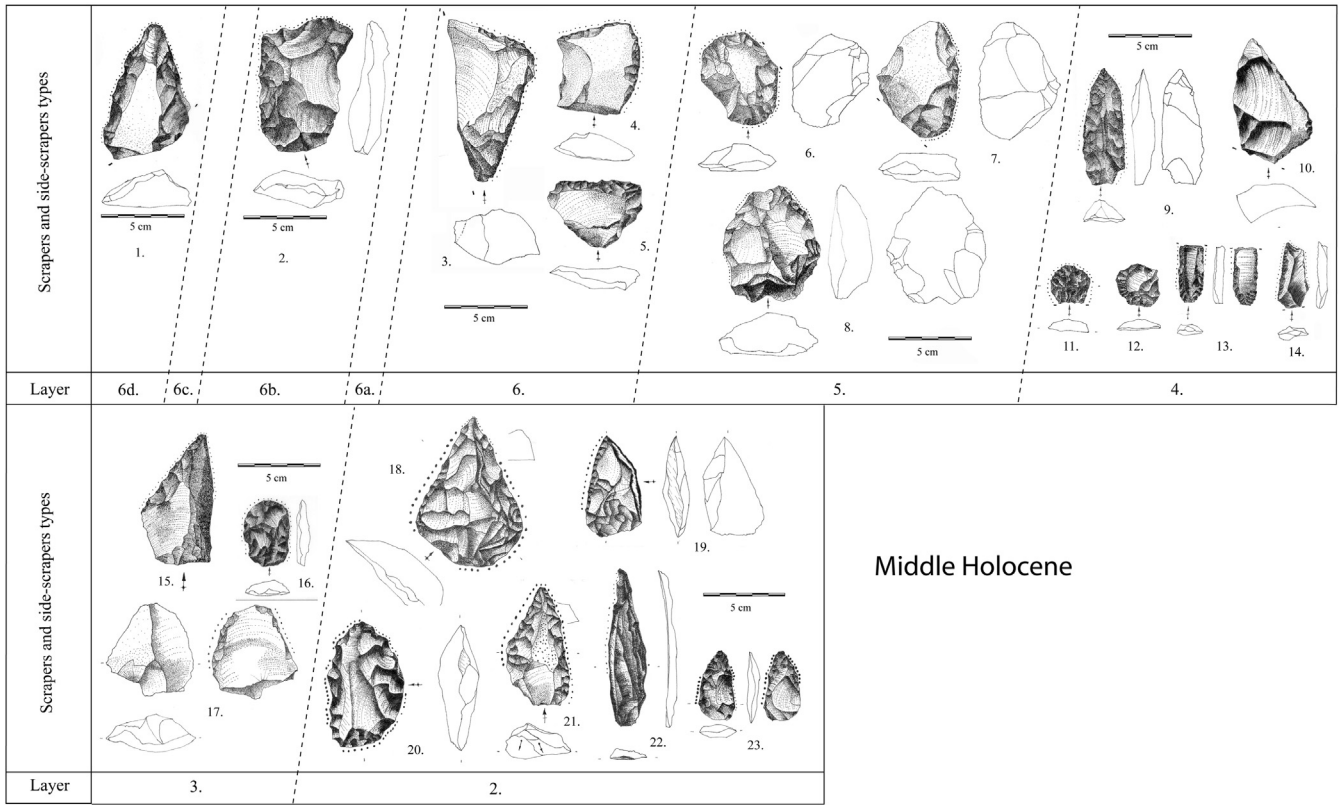 Scrapers and side-scrapers types
5 cm
1.
5 cm
2.
3.
4.
5.
5 cm
6.
7.
8.
5 cm
5 cm
9.
10.
11.
12.
13.
14.
Layer
6d.
6c.
6b.
6a.
6.
5.
4.
Scrapers and side-scrapers types
15.
5 cm
16.
17.
18.
19.
20.
21.
22.
5 cm
23.
Middle Holocene
Layer
3.
2.